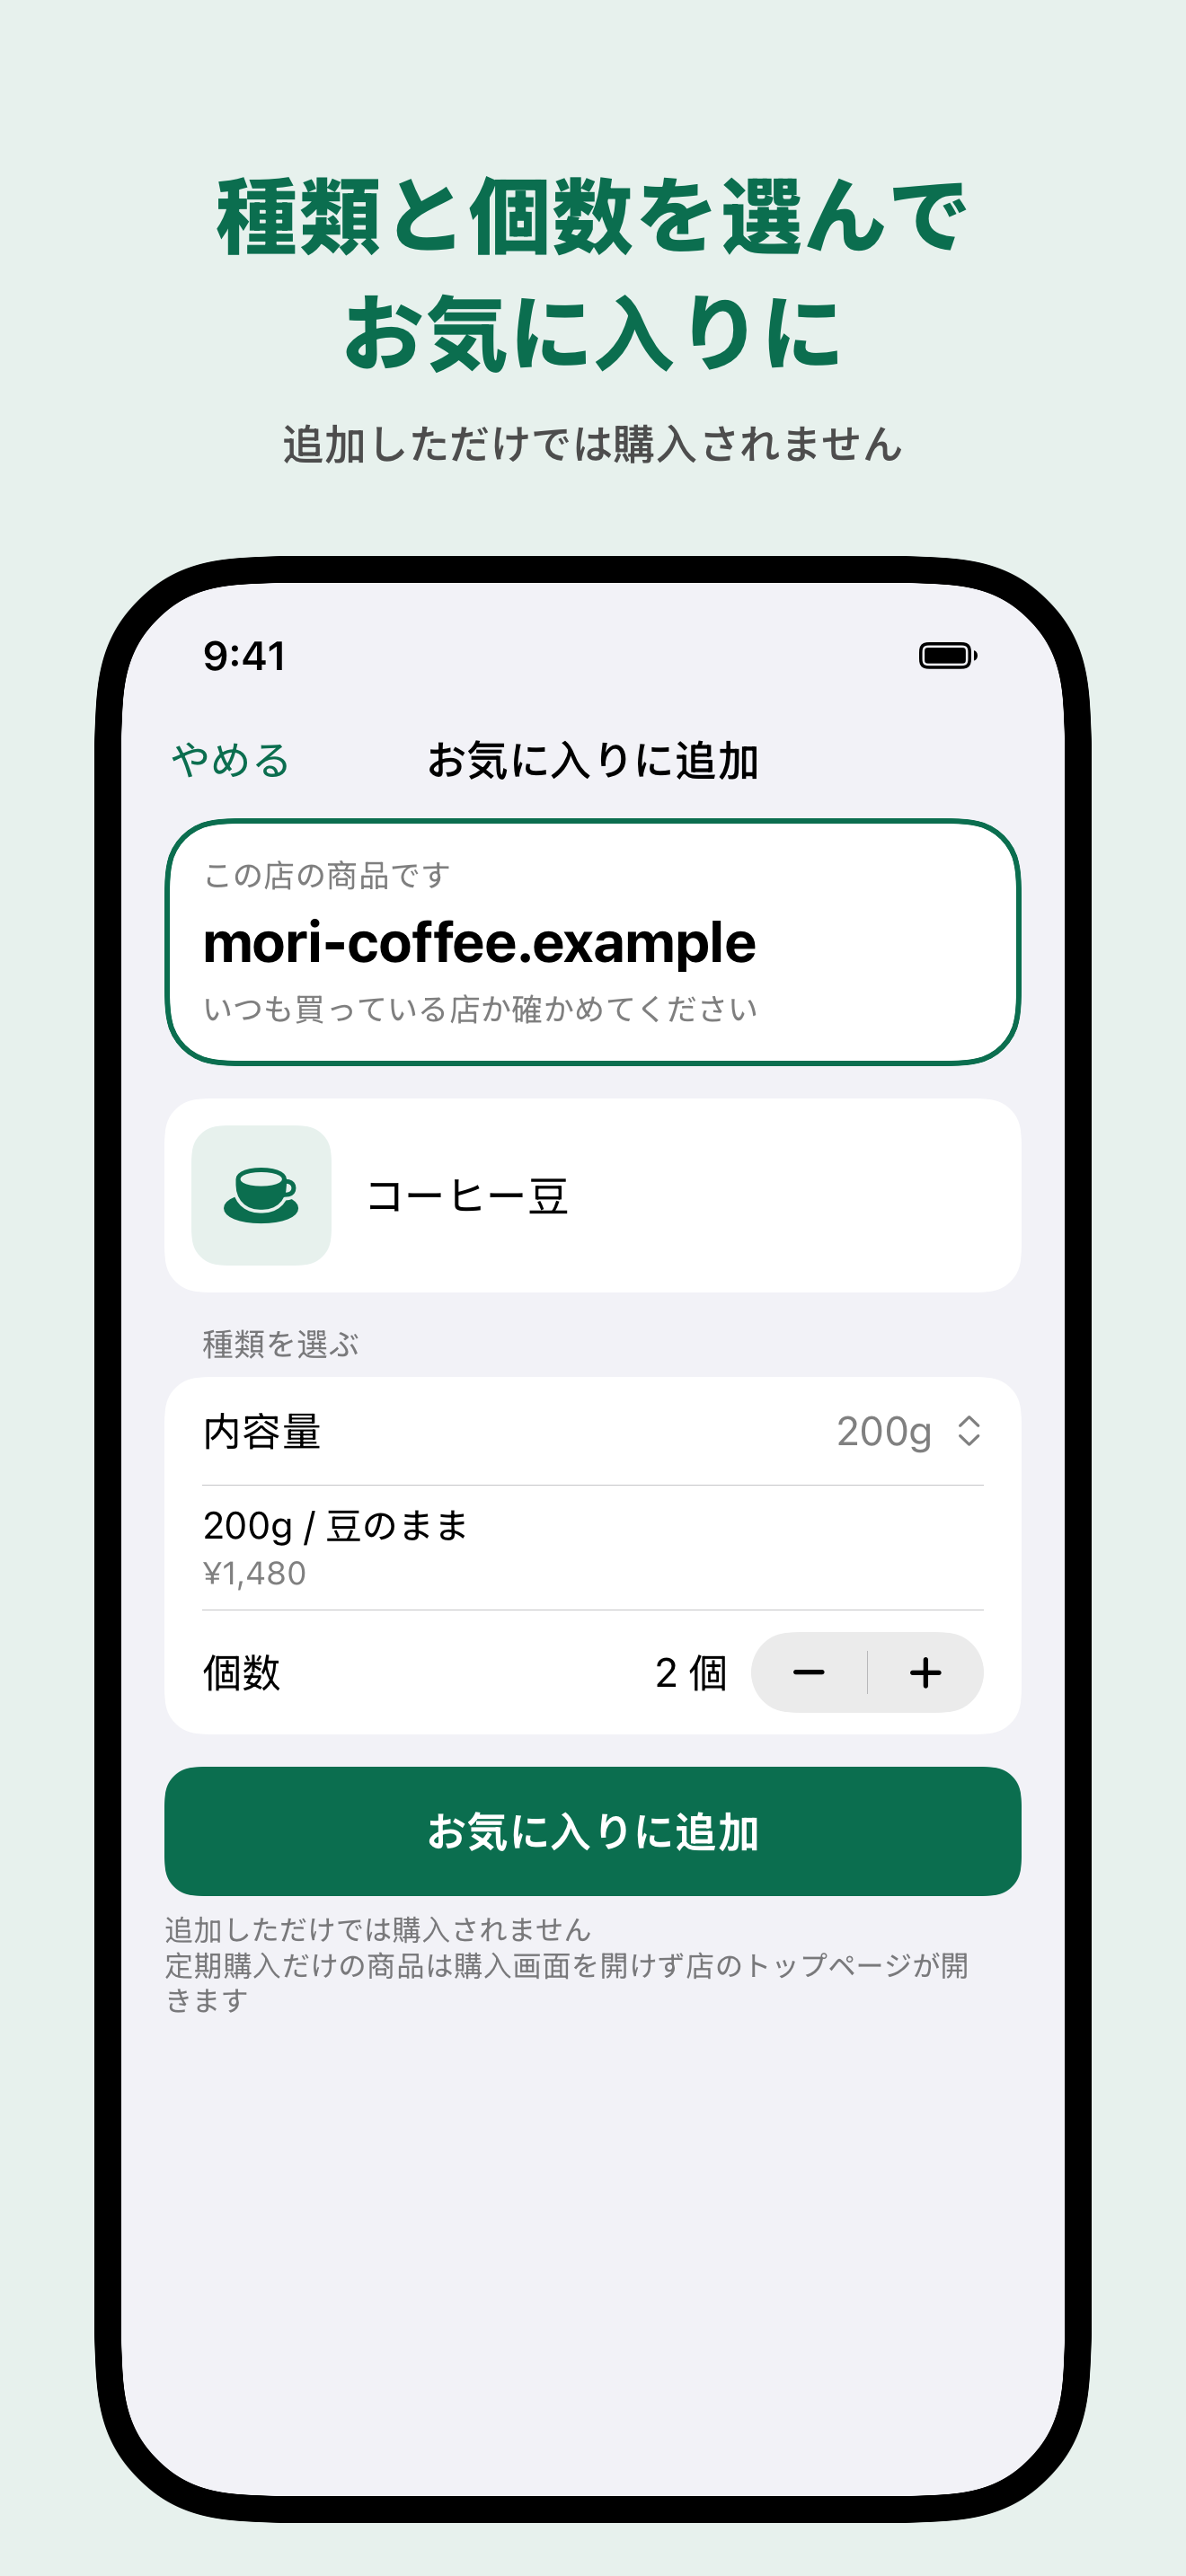 種類と個数を選んで
お気に入りに
追加しただけでは購入されません
9:41
やめる
お気に入りに追加
この店の商品です
mori-coffee.example
いつも買っている店か確かめてください
コーヒー豆
種類を選ぶ
内容量
200g
200g / 豆のまま
¥1,480
個数
2 個
お気に入りに追加
追加しただけでは購入されません
定期購入だけの商品は購入画面を開けず店のトップページが開
きます